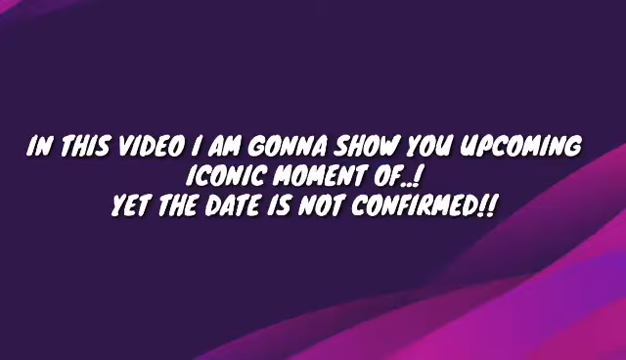 IN THIS VIDEO I AM GONNA SHOW YOU UPCOMING
ICONIC MOMENT OF..!
YET THE DATE IS NOT CONFIRMED!!